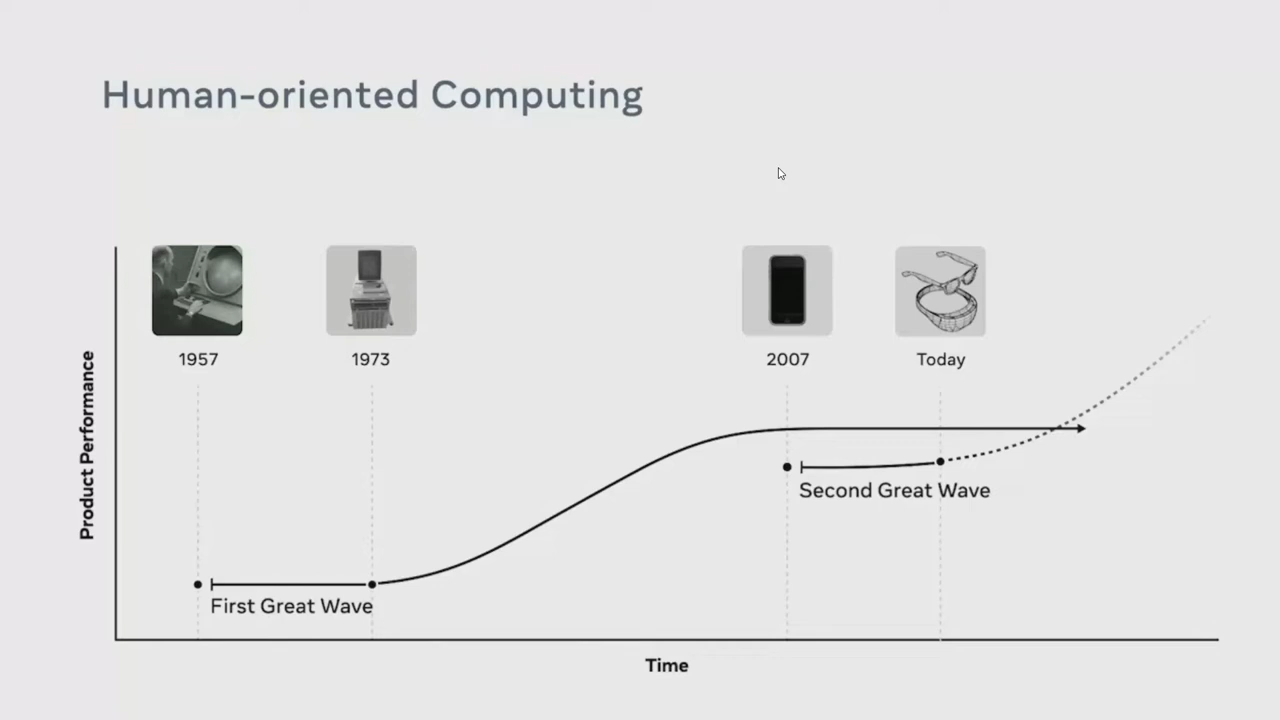 Human-oriented Computing
1957
1973
2007
Today
Product Performance
Second Great Wave
First Great Wave
Time